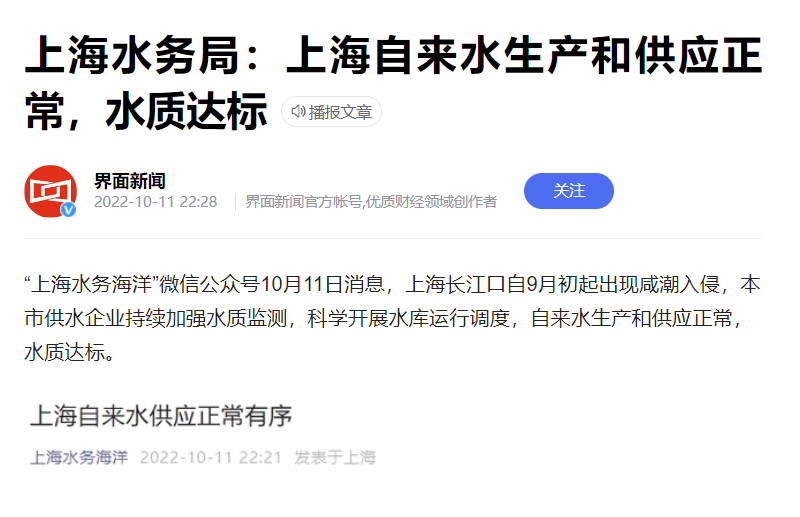 上海水务局：上海自来水生产和供应正
常，水质达标 播报文章
界面新闻
2022-10-11 22:28 界面新闻官方帐号,优质财经领域创作者
关注
“上海水务海洋”微信公众号10月11日消息，上海长江口自9月初起出现咸潮入侵，本
市供水企业持续加强水质监测，科学开展水库运行调度，自来水生产和供应正常，
水质达标。
上海自来水供应正常有序
上海水务海洋 2022-10-11 22:21 发表于上海